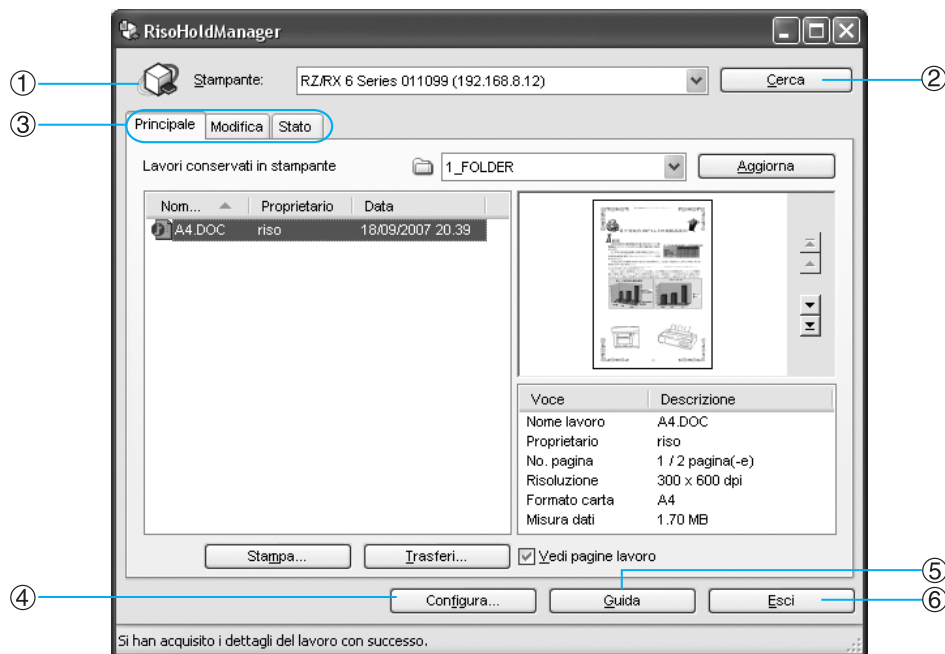 RisoHoldManager
① Stampante: RZ/RX 6 Series 011099 (192.168.8.12) Cerca ②
③ Principale Modifica Stato
Lavori conservati in stampante 1_FOLDER Aggiorna
Nom... Proprietario Data
A4.DOC riso 18/09/2007 20.39
Voce Descrizione
Nome lavoro A4.DOC
Proprietario riso
No. pagina 1 / 2 pagina(-e)
Risoluzione 300 x 600 dpi
Formato carta A4
Misura dati 1.70 MB
Stampa... Trasferi... Vedi pagine lavoro
⑤
④ Configura... Guida Esci ⑥
Si han acquisito i dettagli del lavoro con successo.